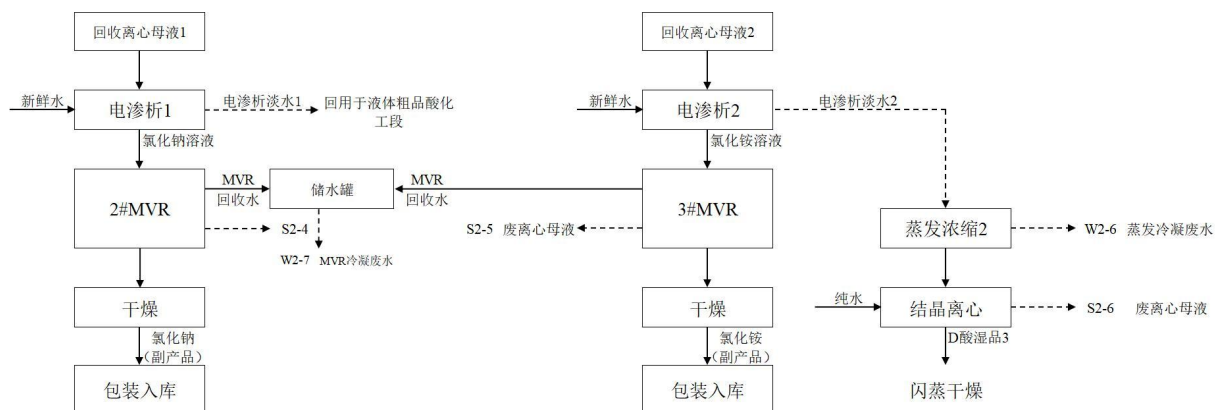 回收离心母液1
回收离心母液2
新鲜水
电渗析1
电渗析淡水1
回用于液体粗品酸化
工段
新鲜水
电渗析2
电渗析淡水2
氯化钠溶液
氯化铵溶液
2#MVR
MVR
回收水
储水罐
MVR
回收水
3#MVR
S2-4
S2-5 废离心母液
蒸发浓缩2
W2-6 蒸发冷凝废水
W2-7 MVR冷凝废水
干燥
干燥
纯水
结晶离心
S2-6 废离心母液
氯化钠
（副产品）
氯化铵
（副产品）
D酸湿品3
包装入库
包装入库
闪蒸干燥